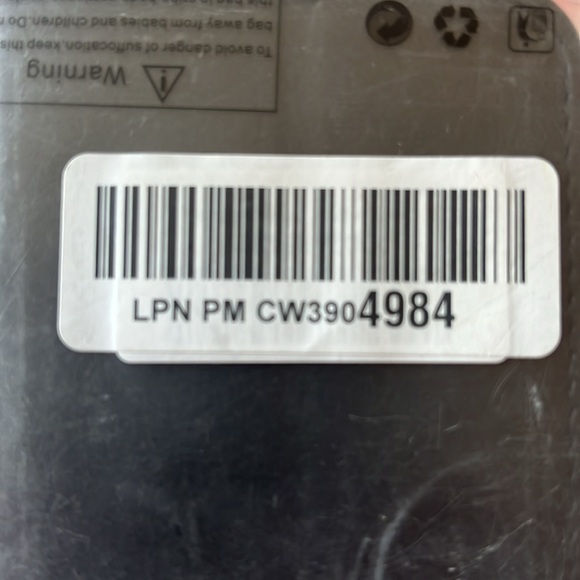 LPN PM CW3904984
Warning
To avoid danger of suffocation, keep this
bag away from babies and children. Do n